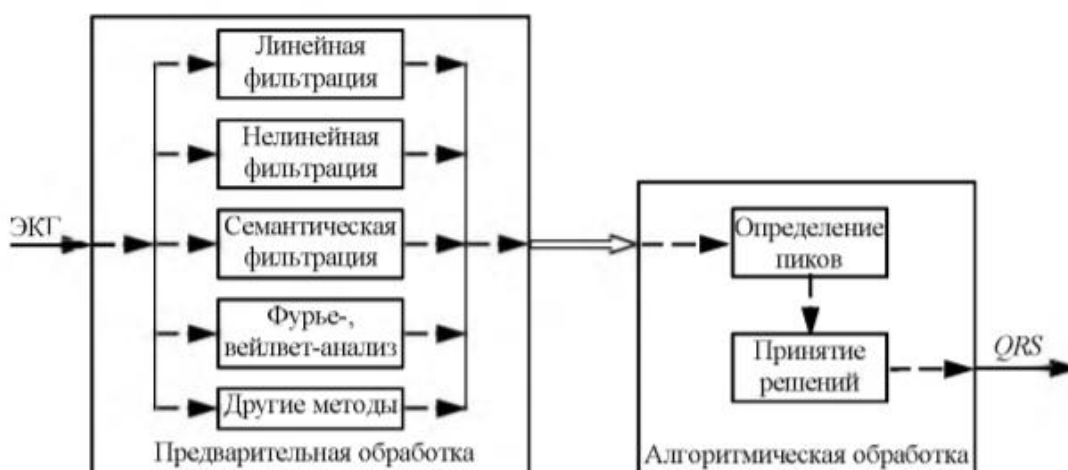 ЭКГ
Линейная
фильтрация
Нелинейная
фильтрация
Семантическая
фильтрация
Фурье-,
вейлвет-анализ
Другие методы
Предварительная обработка
Определение
пиков
Принятие
решений
QRS
Алгоритмическая обработка